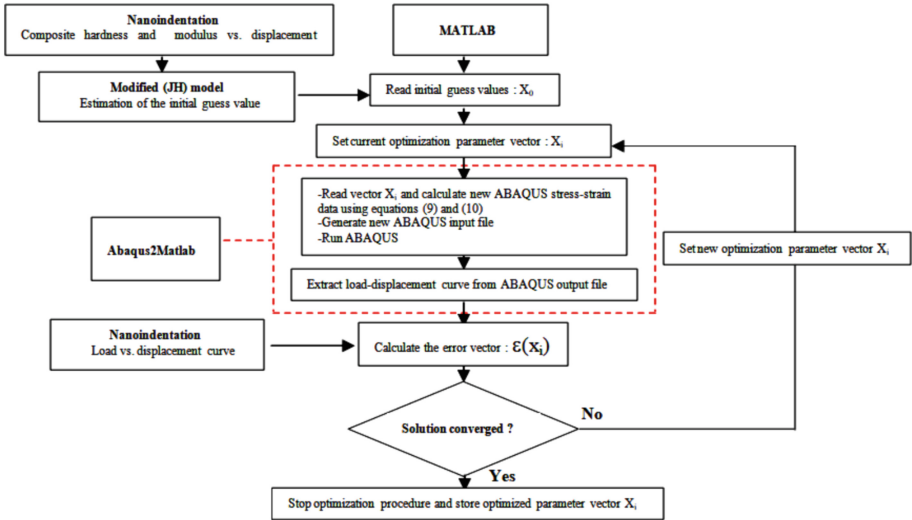 Nanoindentation
Composite hardness and modulus vs. displacement
MATLAB
Modified (JH) model
Estimation of the initial guess value
Read initial guess values : Xₒ
Set current optimization parameter vector : Xᵢ
-Read vector Xᵢ and calculate new ABAQUS stress-strain
data using equations (9) and (10)
-Generate new ABAQUS input file
-Run ABAQUS
Abaqus2Matlab
Set new optimization parameter vector Xᵢ
Extract load-displacement curve from ABAQUS output file
Nanoindentation
Load vs. displacement curve
Calculate the error vector : ε(xᵢ)
Solution converged ?
No
Yes
Stop optimization procedure and store optimized parameter vector Xᵢ